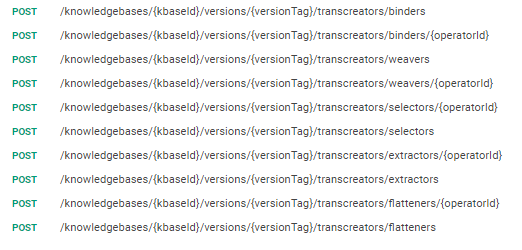 POST /knowledgebases/{kbaseId}/versions/{versionTag}/transcreators/binders
POST /knowledgebases/{kbaseId}/versions/{versionTag}/transcreators/binders/{operatorId}
POST /knowledgebases/{kbaseId}/versions/{versionTag}/transcreators/weavers
POST /knowledgebases/{kbaseId}/versions/{versionTag}/transcreators/weavers/{operatorId}
POST /knowledgebases/{kbaseId}/versions/{versionTag}/transcreators/selectors/{operatorId}
POST /knowledgebases/{kbaseId}/versions/{versionTag}/transcreators/selectors
POST /knowledgebases/{kbaseId}/versions/{versionTag}/transcreators/extractors/{operatorId}
POST /knowledgebases/{kbaseId}/versions/{versionTag}/transcreators/extractors
POST /knowledgebases/{kbaseId}/versions/{versionTag}/transcreators/flatteners/{operatorId}
POST /knowledgebases/{kbaseId}/versions/{versionTag}/transcreators/flatteners